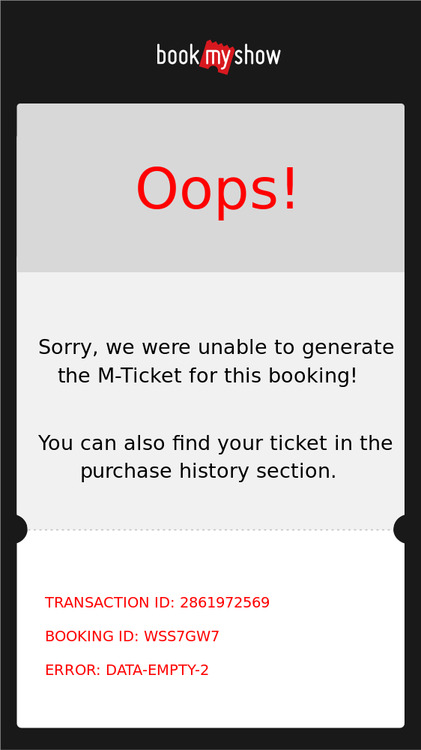 bookmyshow
Oops!
Sorry, we were unable to generate
the M-Ticket for this booking!
You can also find your ticket in the
purchase history section.
TRANSACTION ID: 2861972569
BOOKING ID: WSS7GW7
ERROR: DATA-EMPTY-2